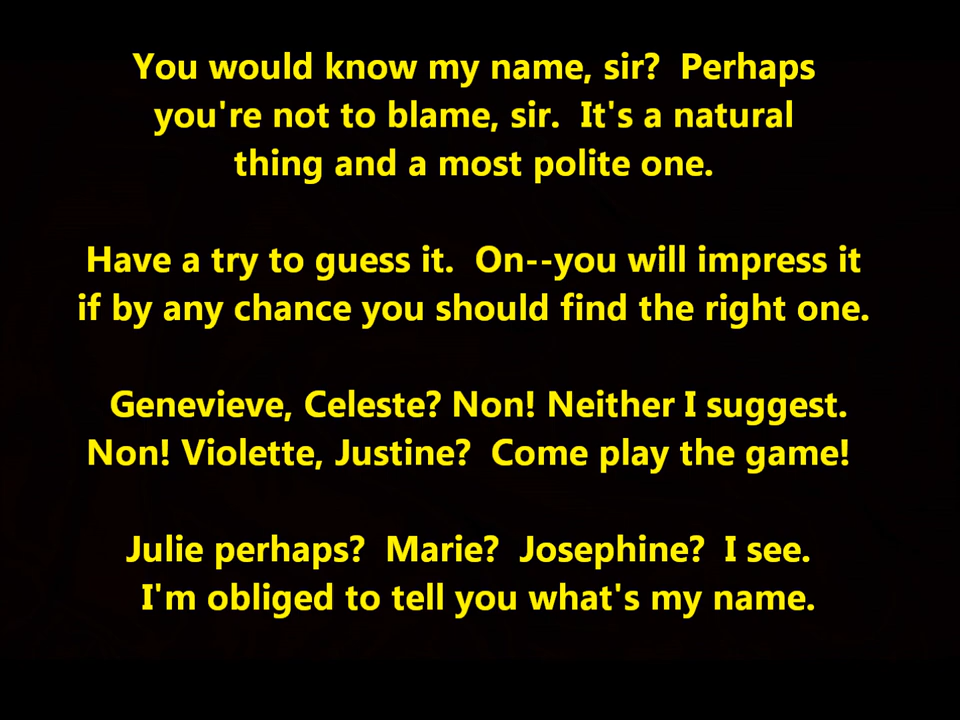 You would know my name, sir?  Perhaps
you're not to blame, sir.  It's a natural
thing and a most polite one.
Have a try to guess it.  On--you will impress it
if by any chance you should find the right one.
Genevieve, Celeste? Non! Neither I suggest.
Non! Violette, Justine?  Come play the game!
Julie perhaps?  Marie?  Josephine?  I see.
I'm obliged to tell you what's my name.